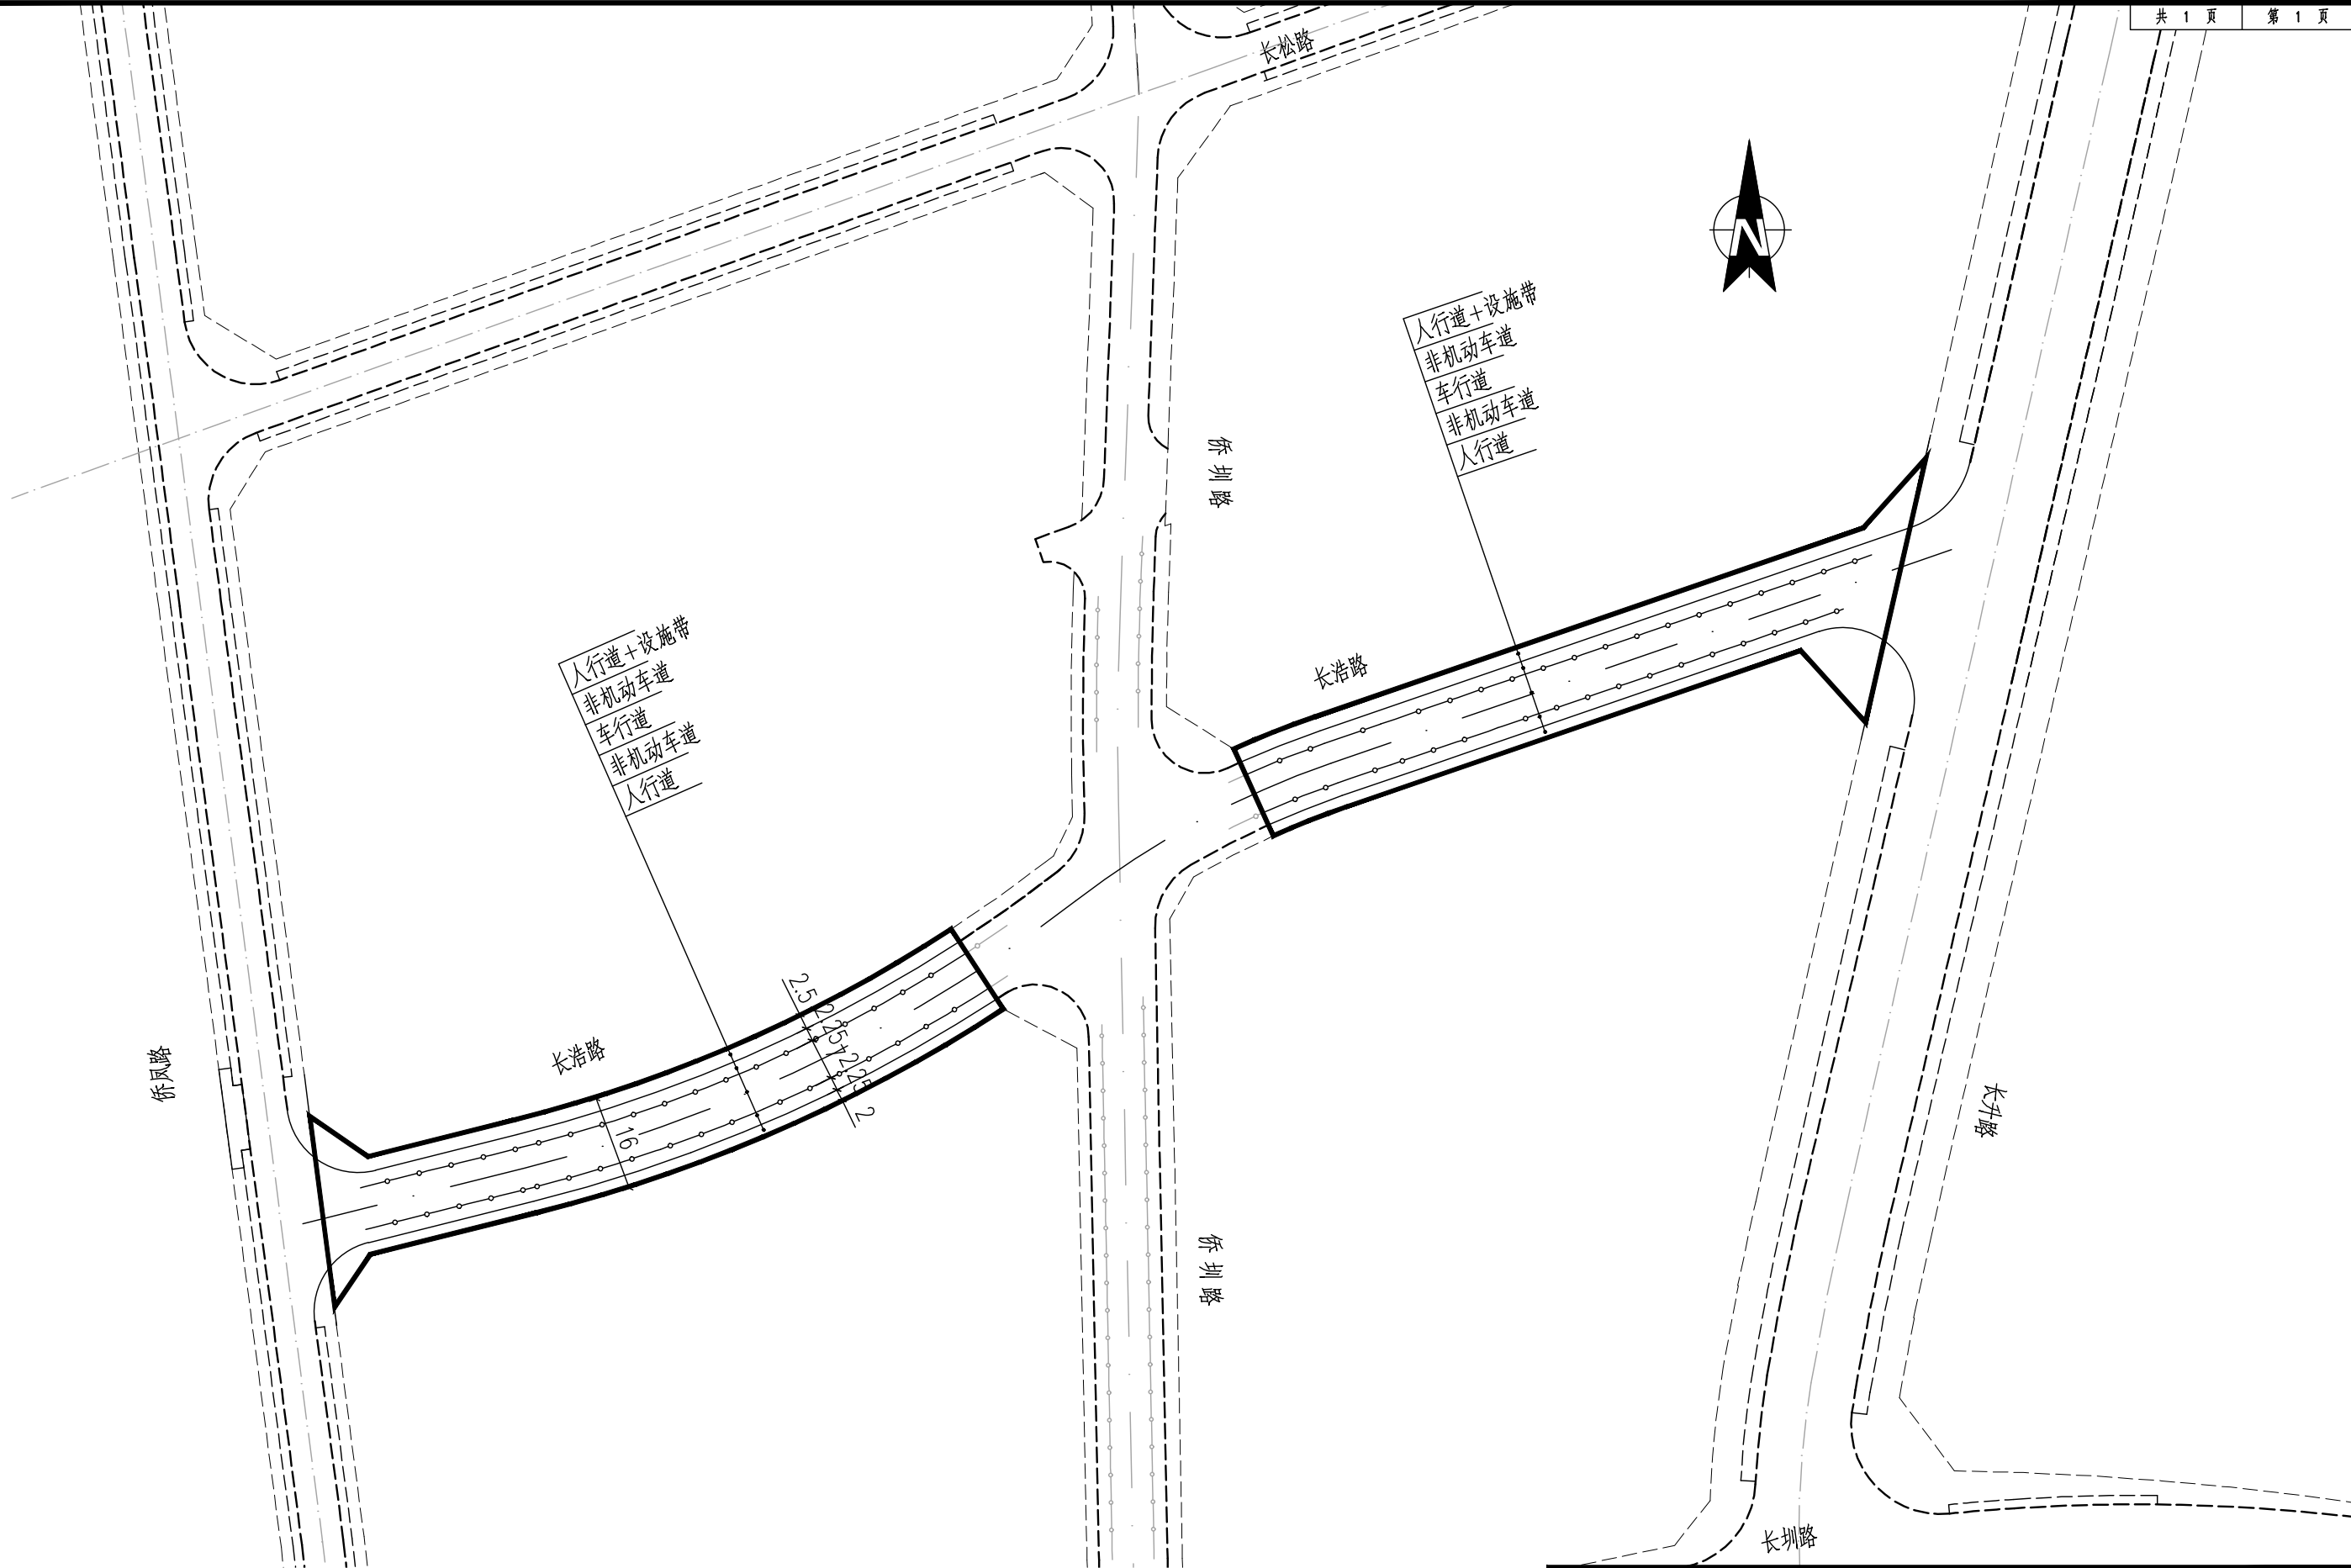 共 1 页 第 1 页
长松路
N
人行道+设施带
非机动车道
车行道
非机动车道
人行道
侨圳路
长浩路
人行道+设施带
非机动车道
车行道
非机动车道
人行道
2.5
2.25+7+2.25
2
16
长浩路
侨凤路
长升路
侨圳路
长圳路